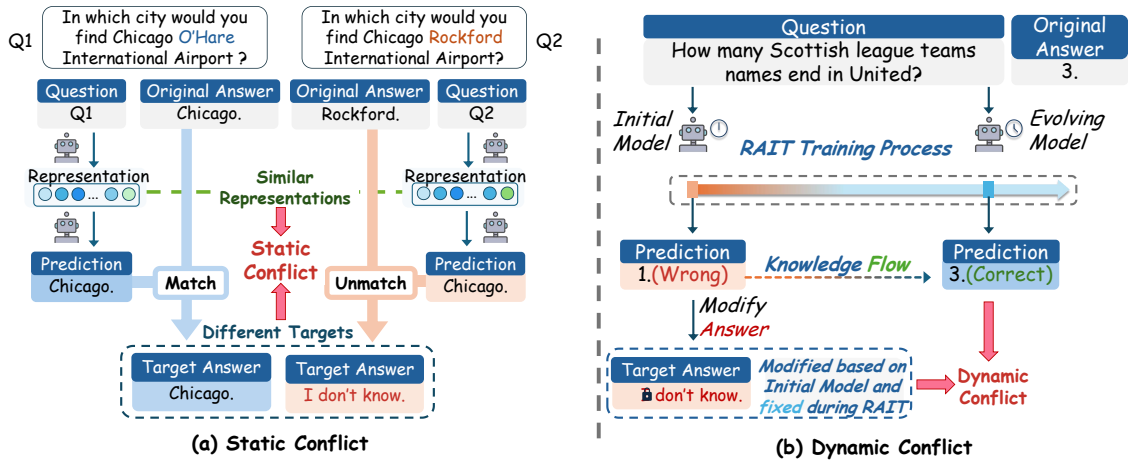 Q1
In which city would you
find Chicago O'Hare
International Airport ?
In which city would you
find Chicago Rockford
International Airport?
Q2
Question
Q1
Original Answer
Chicago.
Original Answer
Rockford.
Question
Q2
Representation
...
Similar
Representations
Representation
...
Static
Conflict
Prediction
Chicago.
Match
Unmatch
Prediction
Chicago.
Different Targets
Target Answer
Chicago.
Target Answer
I don't know.
(a) Static Conflict
Question
How many Scottish league teams
names end in United?
Original
Answer
3.
Initial
Model
Evolving
Model
RAIT Training Process
Prediction
1.(Wrong)
Knowledge Flow
Prediction
3.(Correct)
Modify
Answer
Target Answer
I don't know.
Modified based on
Initial Model and
fixed during RAIT
Dynamic
Conflict
(b) Dynamic Conflict